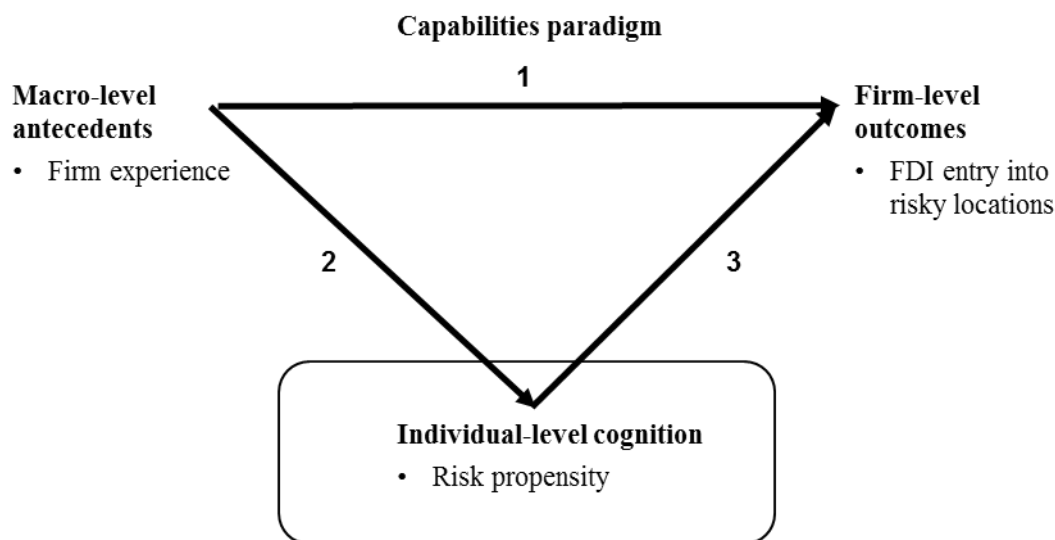 Capabilities paradigm
1
Macro-level
antecedents
• Firm experience
Firm-level
outcomes
• FDI entry into
risky locations
2
3
Individual-level cognition
• Risk propensity